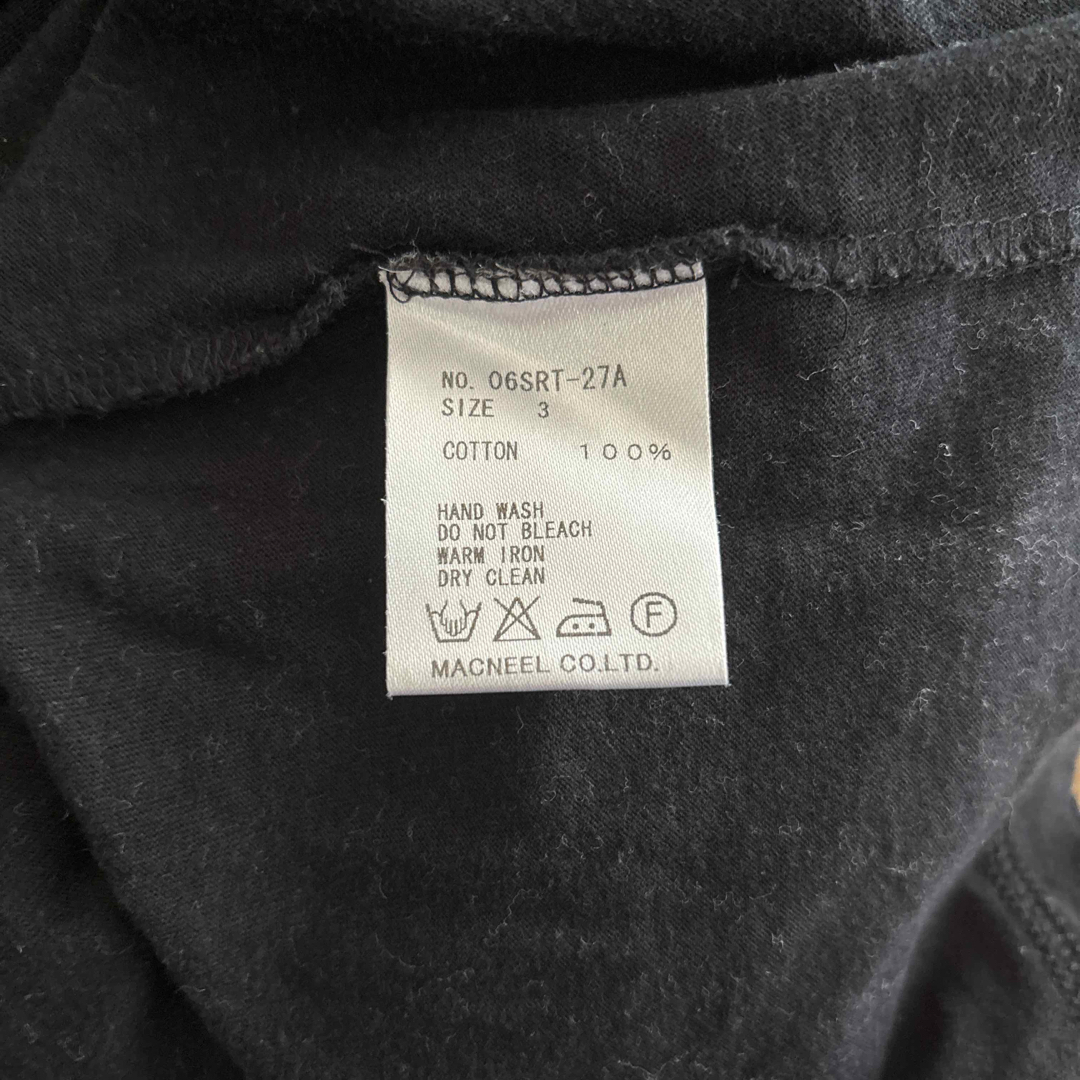 NO. 06SRT-27A
SIZE 3
COTTON 100%
HAND WASH
DO NOT BLEACH
WARM IRON
DRY CLEAN
F
MACNEEL CO.LTD.